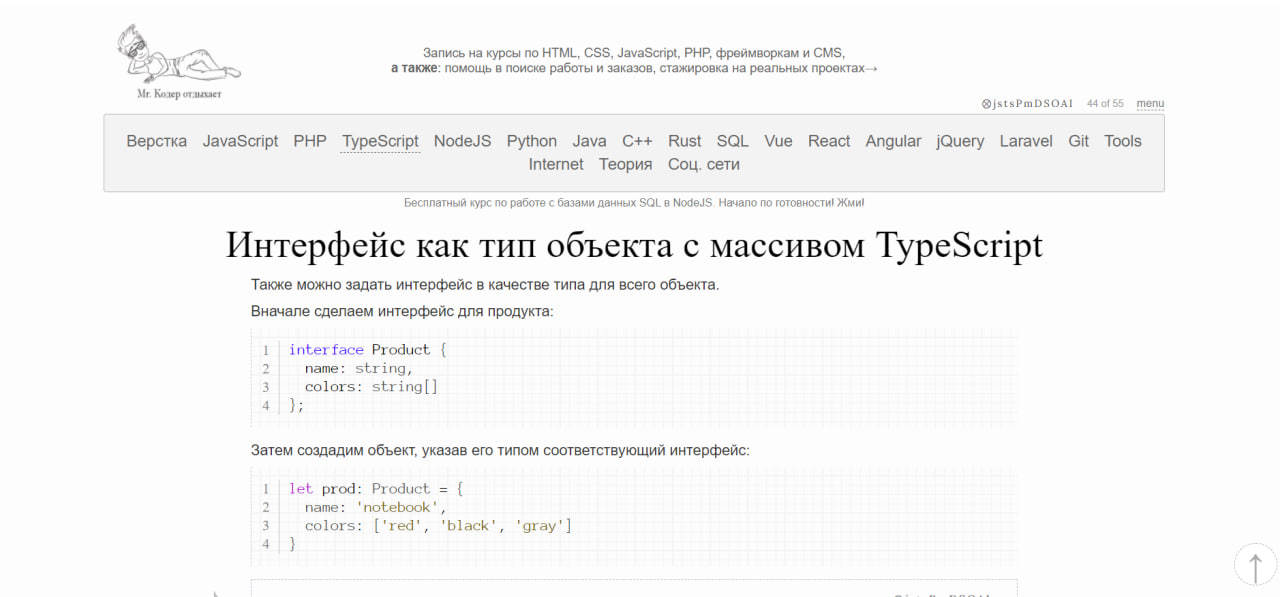 Запись на курсы по HTML, CSS, JavaScript, PHP, фреймворкам и CMS,
а также: помощь в поиске работы и заказов, стажировка на реальных проектах→
Mr. Кодер отдыхает
⊗jstsPmDSOAI 44 of 55 menu
Верстка JavaScript PHP TypeScript NodeJS Python Java C++ Rust SQL Vue React Angular jQuery Laravel Git Tools
Internet Теория Соц. сети
Бесплатный курс по работе с базами данных SQL в NodeJS. Начало по готовности! Жми!
Интерфейс как тип объекта с массивом TypeScript
Также можно задать интерфейс в качестве типа для всего объекта.
Вначале сделаем интерфейс для продукта:
1 interface Product {
2 name: string,
3 colors: string[]
4 };
Затем создадим объект, указав его типом соответствующий интерфейс:
1 let prod: Product = {
2 name: 'notebook',
3 colors: ['red', 'black', 'gray']
4 }